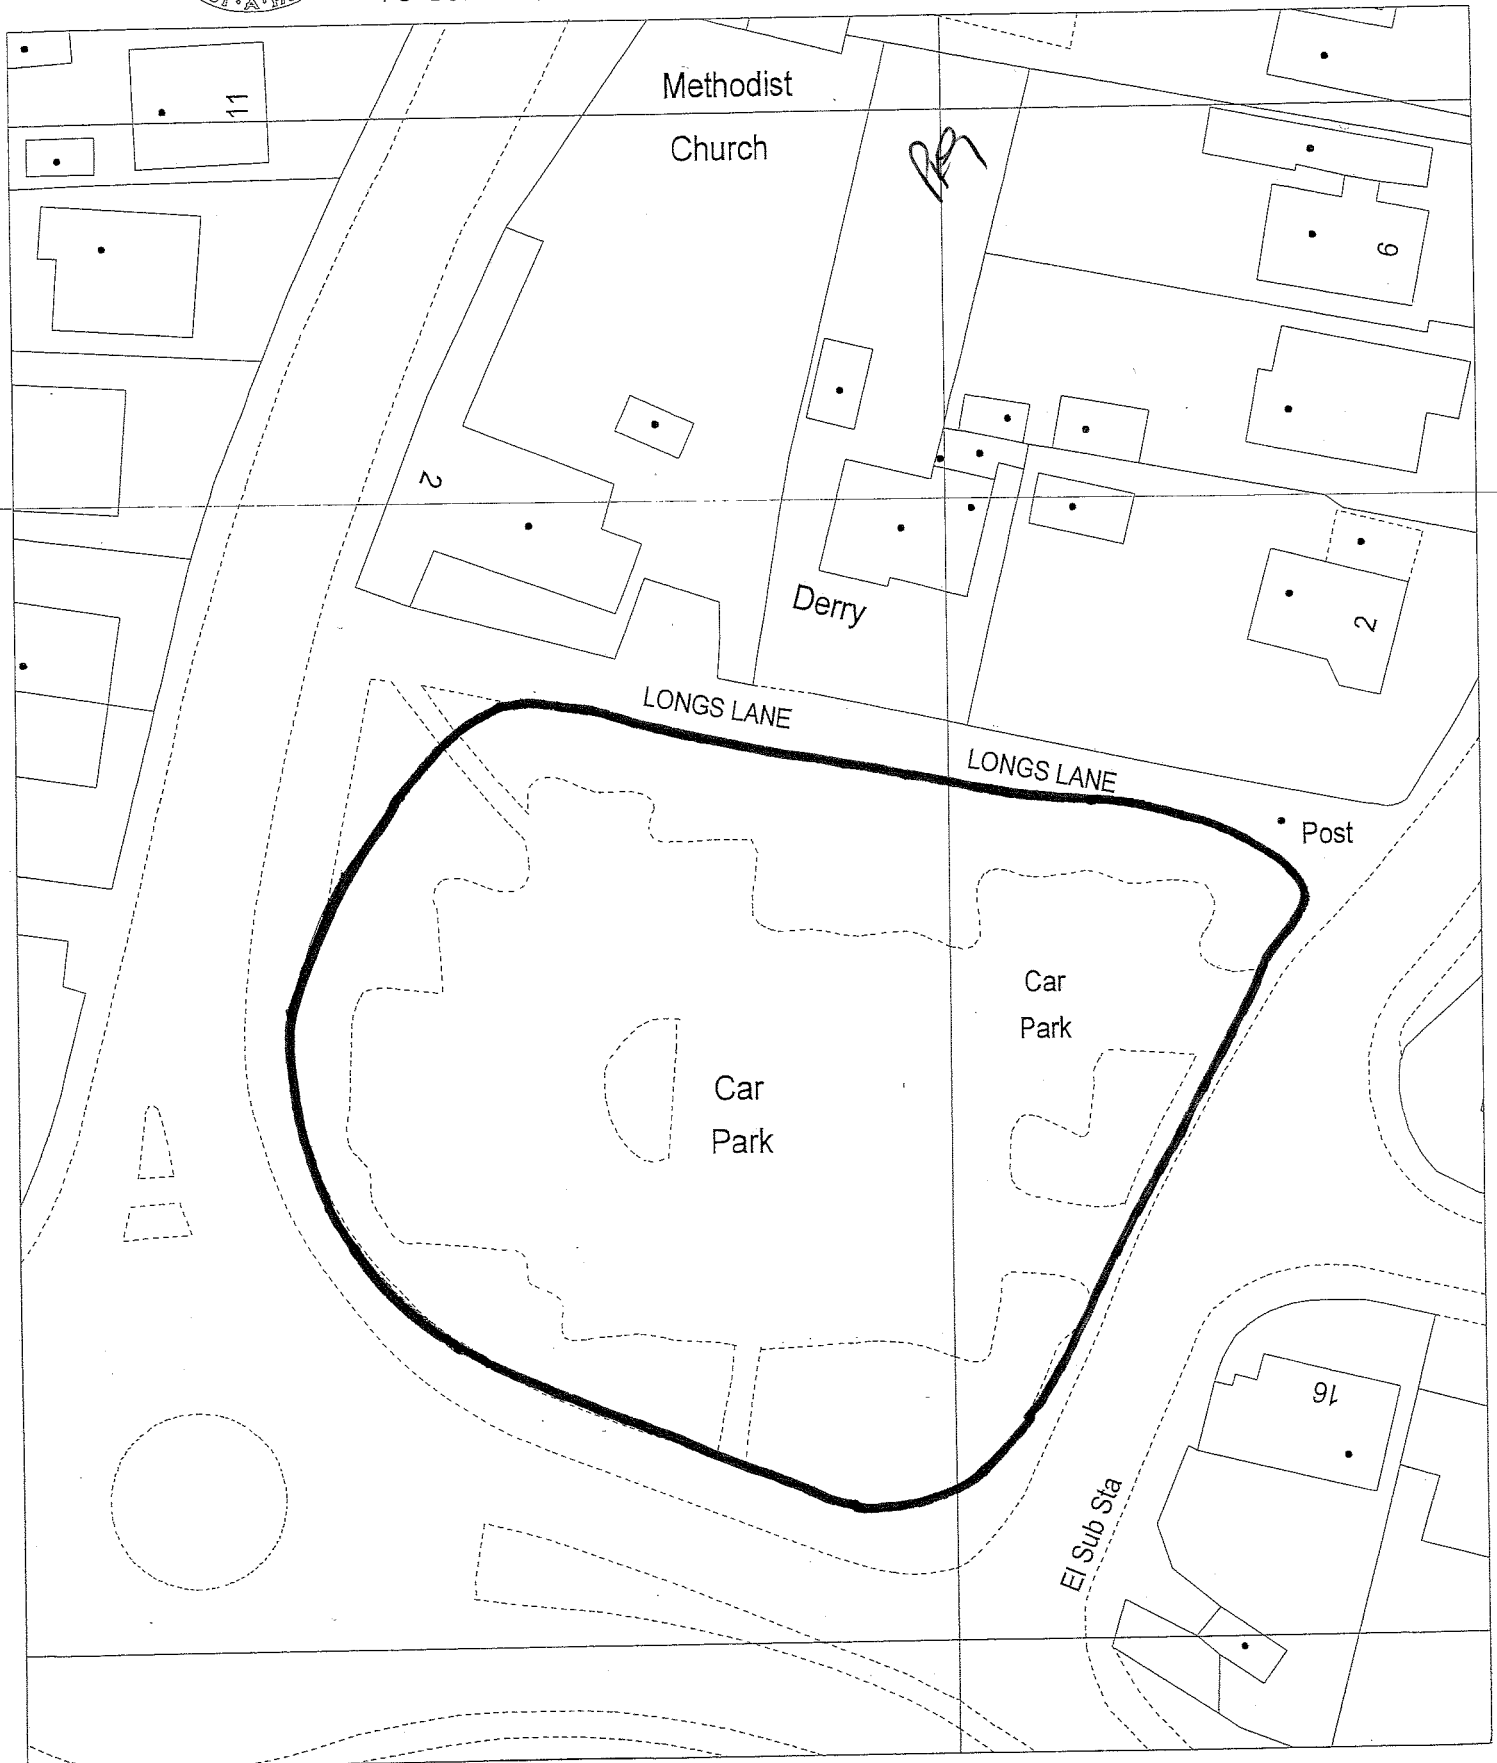 11
Methodist
Church
6
2
Derry
2
LONGS LANE
LONGS LANE
Post
Car
Park
Car
Park
16
El Sub Sta